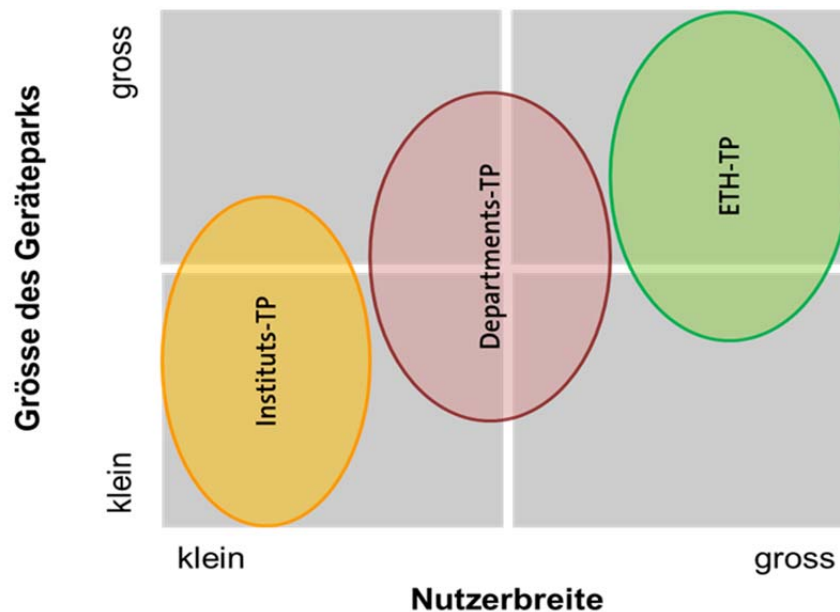 Grösse des Geräteparks
gross
klein
Instituts-TP
Departments-TP
ETH-TP
klein
gross
Nutzerbreite